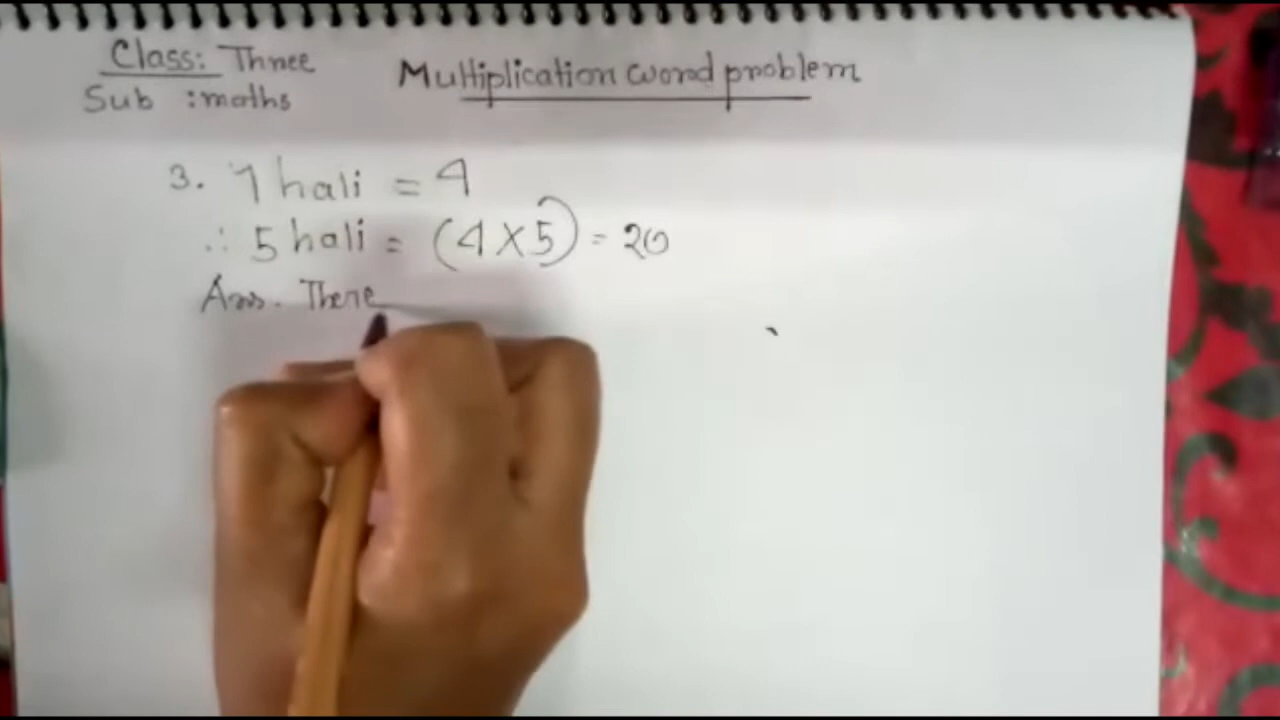 Class: Three
Sub : maths
Multiplication word problem
3. 1 hali = 4
∴ 5 hali = (4×5) = 20
Ans. There